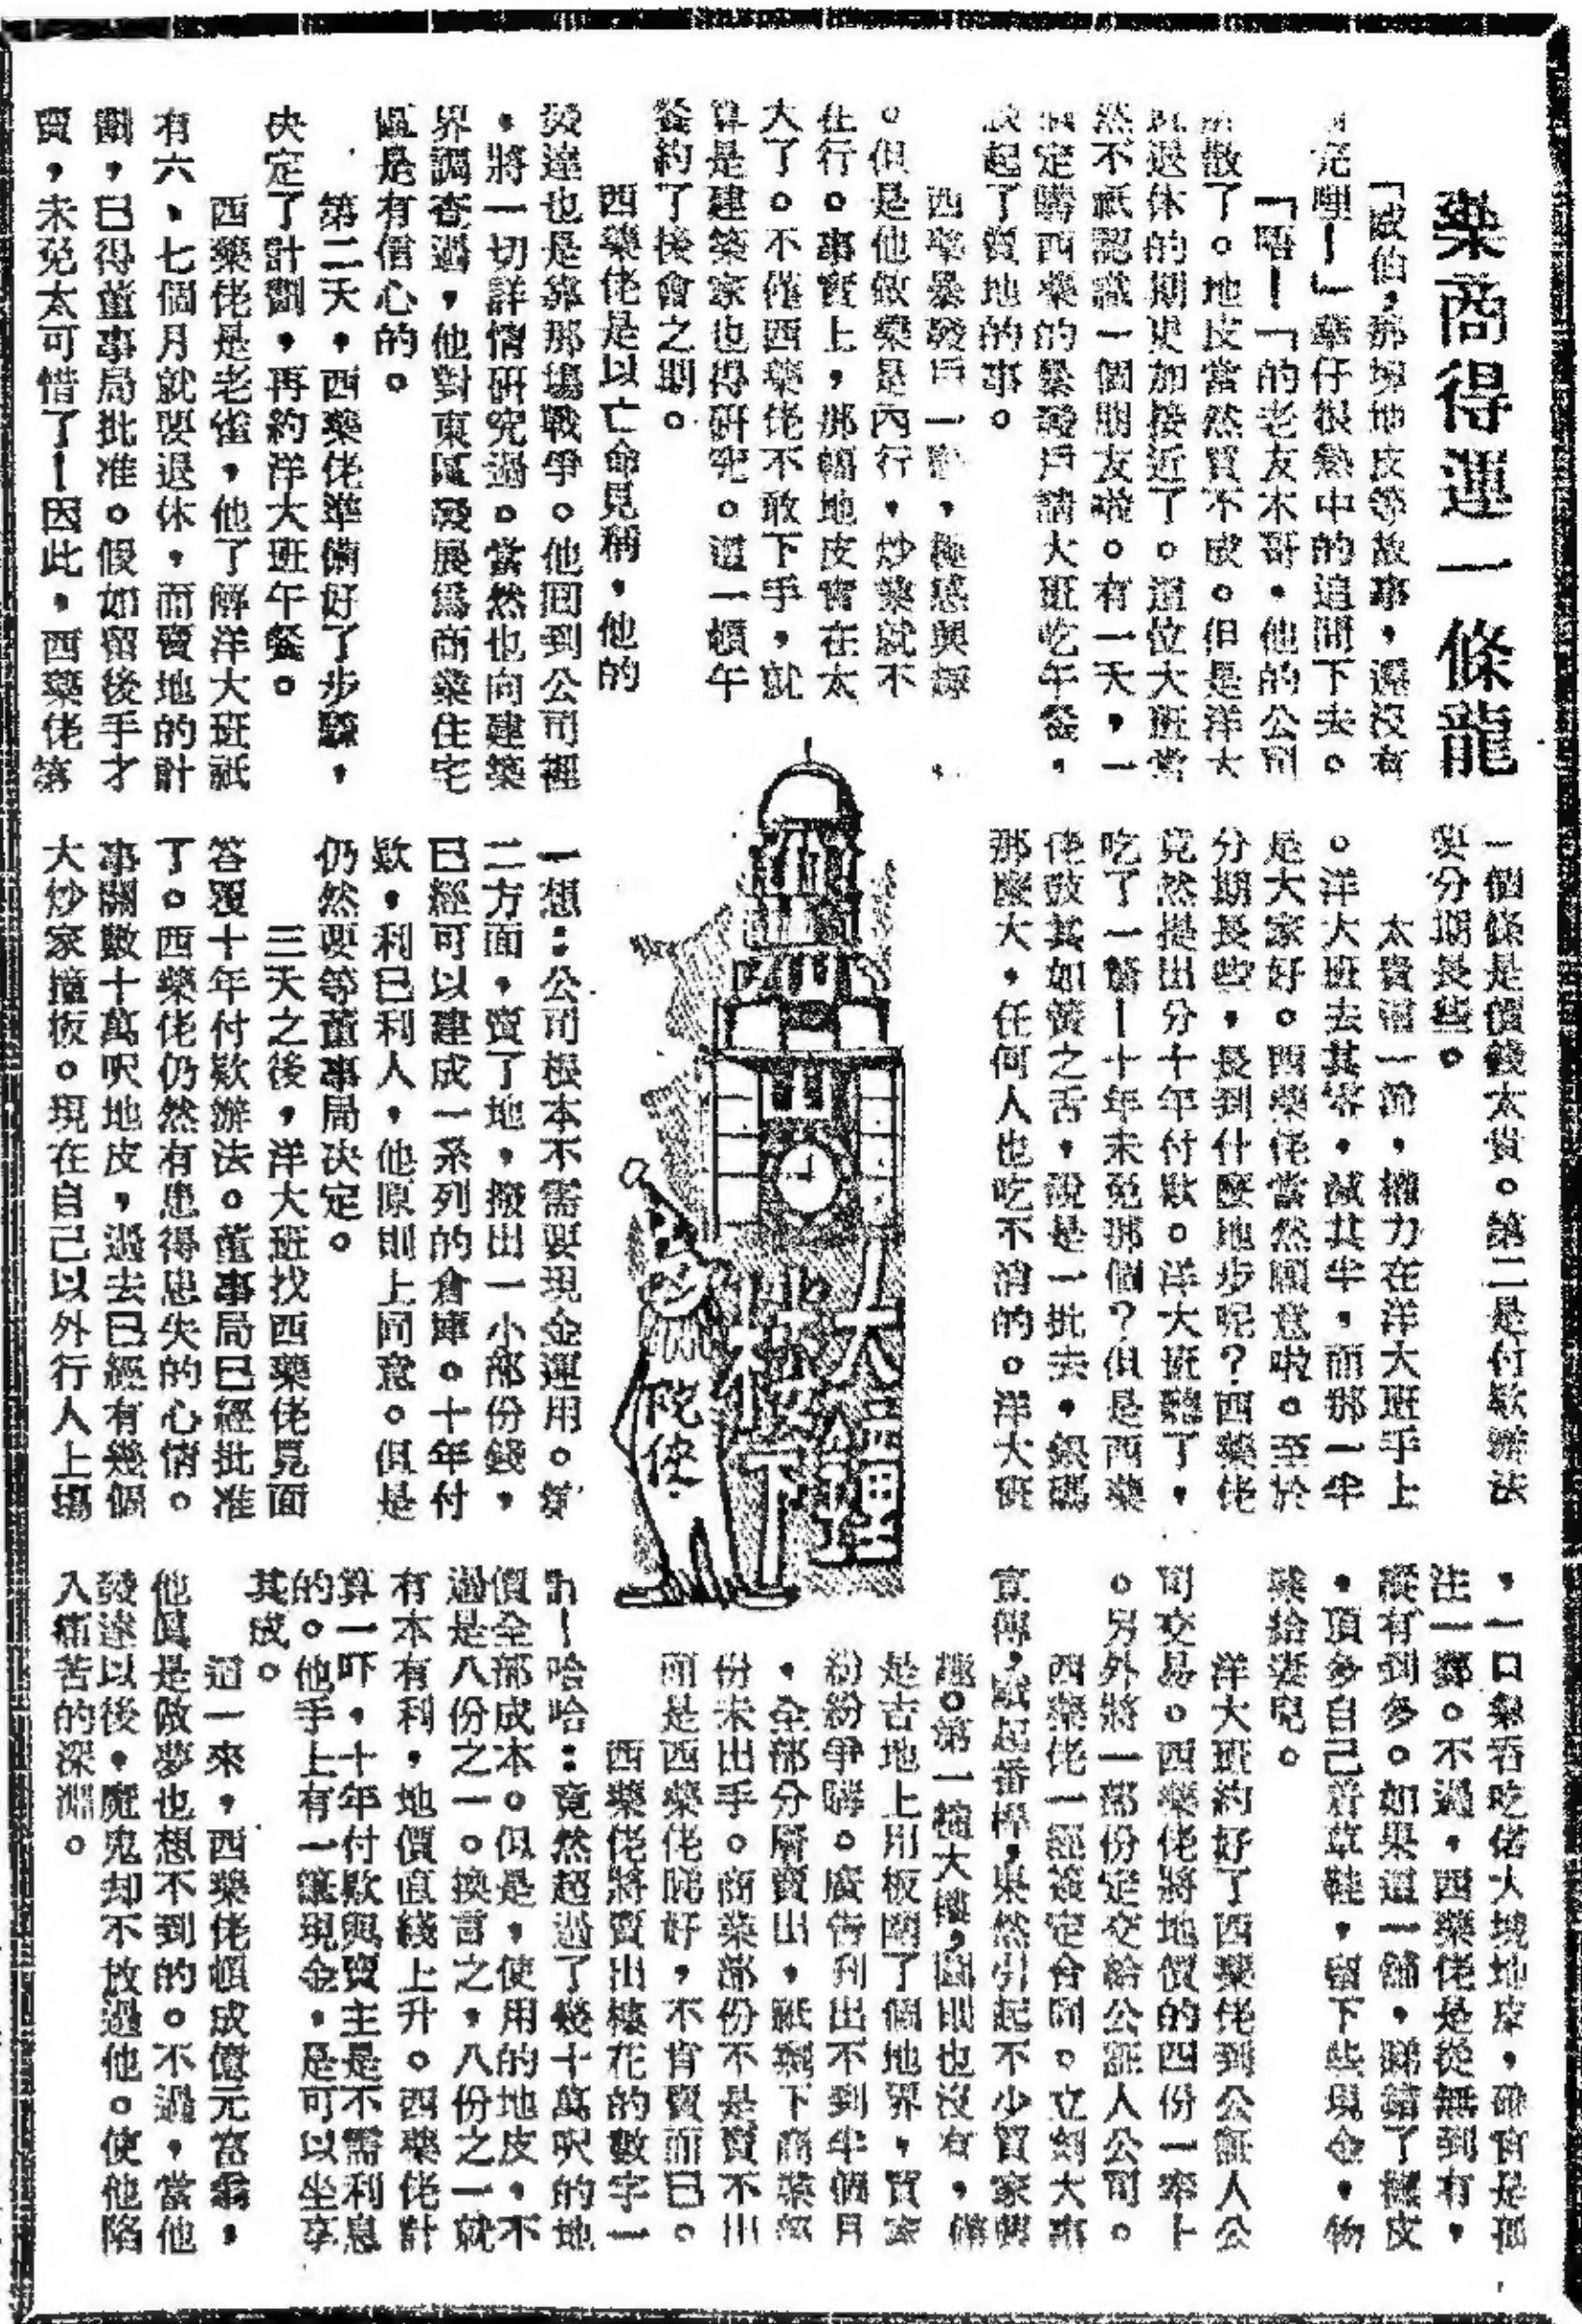 藥商得運一條龍
「陂伯，那塊地皮等故事，還沒有
完哩！」華仔很熱中的追問下去。
「唔！「的老友木哥，他的公司
散了。地皮當然買不成。但是洋大
退休的期更加接近了。這位大班當
然不祇認識一個朋友啦。有一天，一
定購西藥的暴發戶請大班吃午餐，
談起了買地的事。
西藥暴發戶一聽，極感興趣
。但是他做藥是內行，炒業就不
在行。事實上，那幅地皮實在太
大了。不僅西藥佬不敢下手，就
算是建築家也得研究。這一頓午
餐約了後會之期。
西藥佬是以亡命見稱，他的
發達也是靠那場戰爭。他回到公司裡
，將一切詳情研究過。當然也向建築
界調查過，他對東區發展爲商業住宅
區是有信心的。
第二天，西藥佬準備好了步驟，
決定了計劃，再約洋大班午餐。
西藥佬是老雀，他了解洋大班祇
有六、七個月就要退休，而賣地的計
劃，已得董事局批准。假如留後手才
賣，未免太可惜了！因此，西藥佬落
一個條是價錢太貴。第二是付欵辦法
要分期長些。
太貴這一節，權力在洋大班手上
。洋大班去其零，減其半，而那一半
是大家好。西藥佬當然願意啦。至於
分期長些，長到什麼地步呢？西藥佬
竟然提出分十年付欵。洋大班聽了，
吃了一驚！十年未免那個？但是西藥
佬鼓其如簧之舌，說是一批去，銀碼
那麼大，任何人也吃不消的。洋大班
一想：公司根本不需要現金運用。第
二方面，賣了地，撥出一小部份錢，
已經可以建成一系列的倉庫。十年付
欵，利己利人，他原則上同意。但是
仍然要等董事局決定。
三天之後，洋大班找西藥佬見面
答覆十年付欵辦法。董事局已經批准
了。西藥佬仍然有患得患失的心情。
事關數十萬呎地皮，過去已經有幾個
大炒家撞板。現在自己以外行人上場
，一口氣吞吃偌大塊地皮，確實是孤
注一擲。不過，西藥佬是從無到有，
從有到多。如果這一舖，睇錯了攤皮
，頂多自己着草鞋，留下些現金，物
業給妻兒。
洋大班約好了西藥佬到公証人公
司交易。西藥佬將地價的四份一奉上
。另外將一部份定交給公証人公司。
西藥佬一經簽定合同。立刻大事
宣傳，賊起番棒，果然引起不少買家興
趣。第一幢大樓，圖則也沒有，僅
是吉地上用板圍了個地界，買家
紛紛爭購。廣告刊出不到半個月
，全部分層賣出，祇剩下商業部
份未出手。商業部份不是賣不出
而是西藥佬睇好，不肯賣而已。
西藥佬將賣出樓花的數字一
計！哈哈：竟然超過了幾十萬呎的地
價全部成本。但是，使用的地皮，不
過是八份之一。換言之，八份之一就
有本有利，地價直綫上升。西藥佬計
算一吓，十年付欵與賣主是不需利息
的。他手上有一筆現金，足可以坐享
其成。
這一來，西藥佬頓成億元富翁，
他眞是做夢也想不到的。不過，當他
發達以後，魔鬼却不放過他。使他陷
入痛苦的深淵。
大

理
院
使